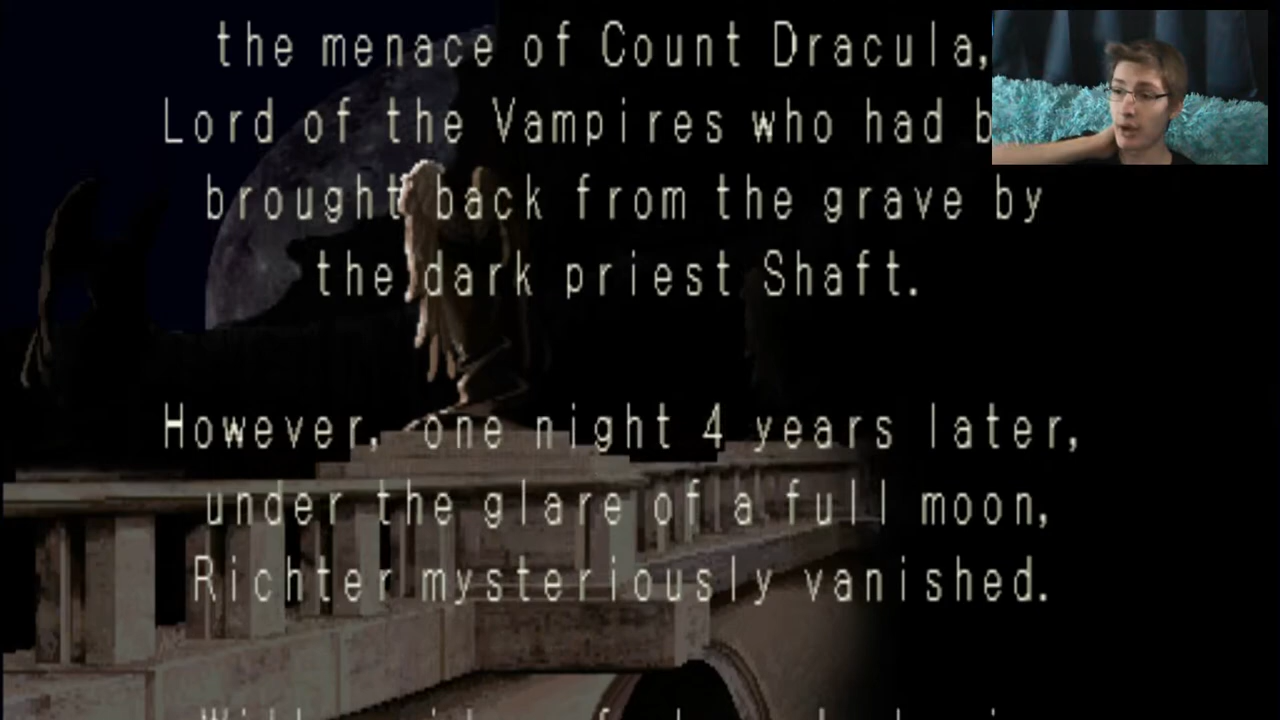 the menace of Count Dracula,
Lord of the Vampires who had
brought back from the grave by
the dark priest Shaft.
However, one night 4 years later,
under the glare of a full moon,
Richter mysteriously vanished.